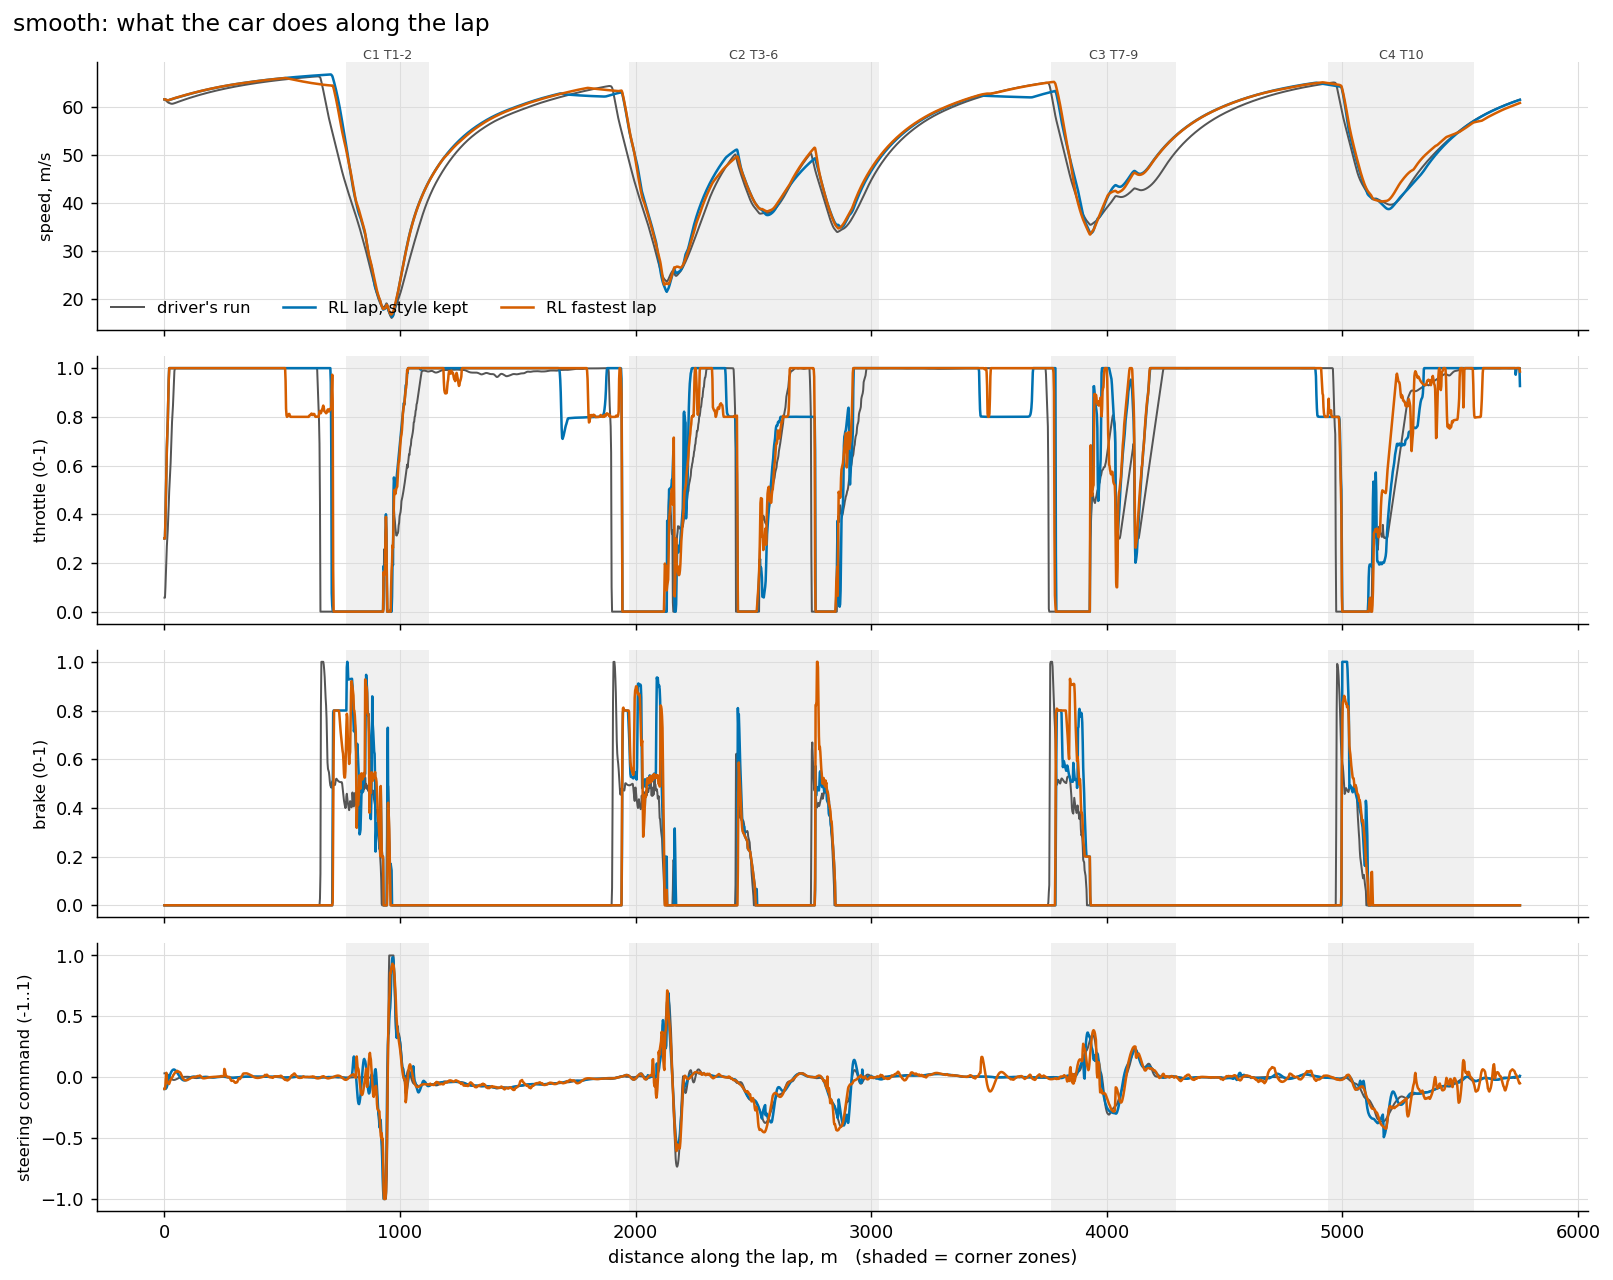 smooth: what the car does along the lap
C1 T1-2
C2 T3-6
C3 T7-9
C4 T10
speed, m/s
60
50
40
30
20
driver's run
RL lap, style kept
RL fastest lap
throttle (0-1)
1.0
0.8
0.6
0.4
0.2
0.0
brake (0-1)
1.0
0.8
0.6
0.4
0.2
0.0
steering command (-1..1)
1.0
0.5
0.0
−0.5
−1.0
0
1000
2000
3000
4000
5000
6000
distance along the lap, m (shaded = corner zones)